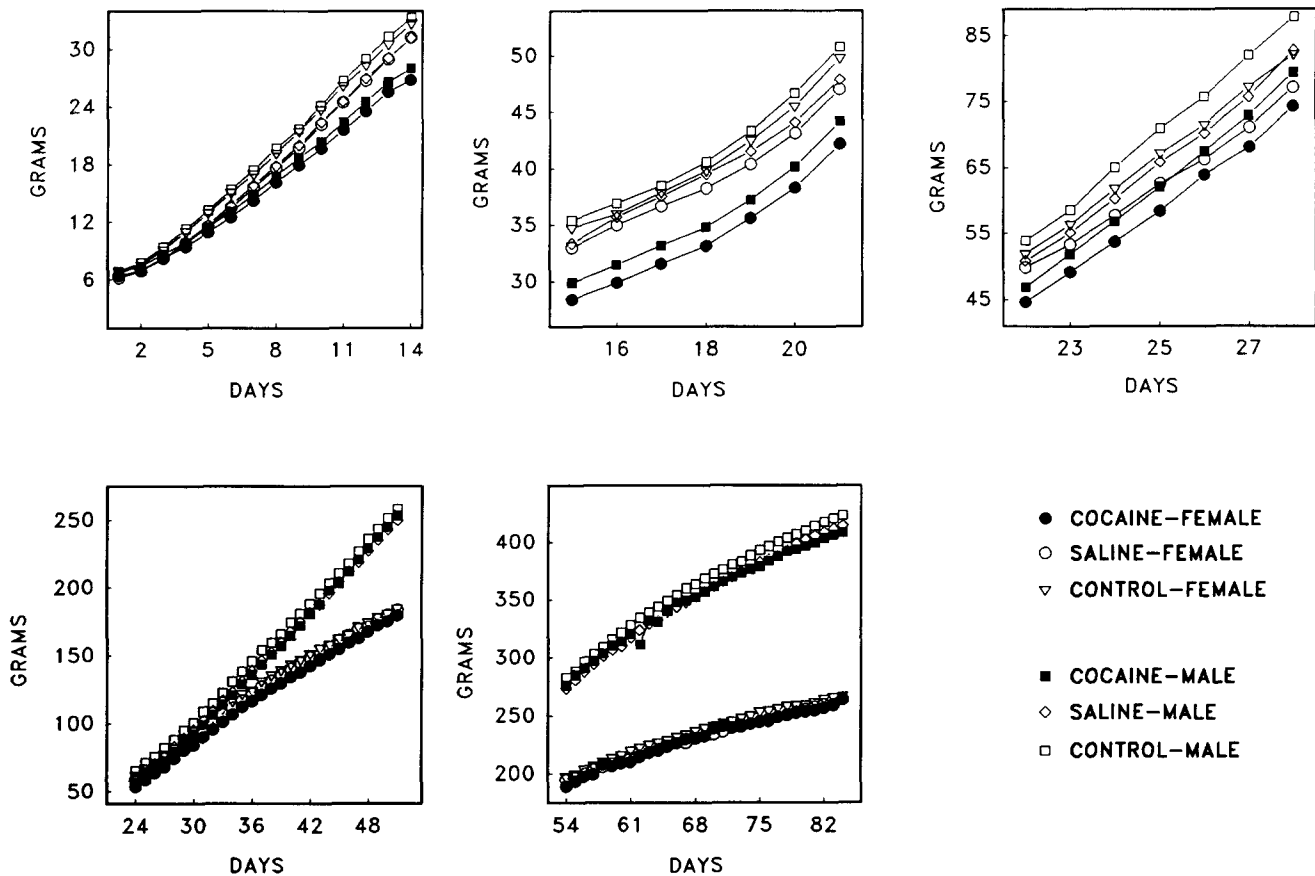 GRAMS
33
30
24
18
12
6
2
5
8
11
14
DAYS
GRAMS
50
45
40
35
30
16
18
20
DAYS
GRAMS
85
75
65
55
45
23
25
27
DAYS
GRAMS
250
200
150
100
50
24
30
36
42
48
DAYS
GRAMS
400
350
300
250
200
54
61
68
75
82
DAYS
COCAINE–FEMALE
SALINE–FEMALE
CONTROL–FEMALE
COCAINE–MALE
SALINE–MALE
CONTROL–MALE